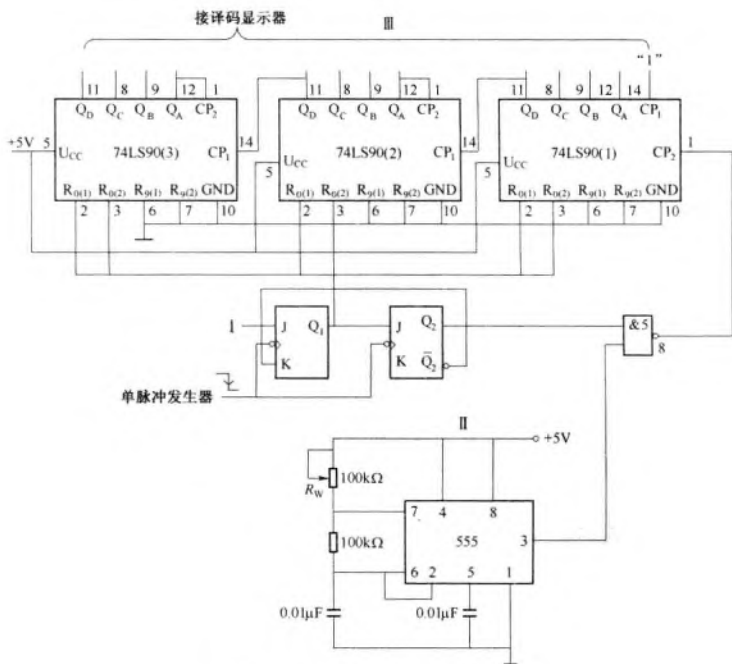 接译码显示器
Ⅲ
"1"
11 8 9 12 1
11 8 9 12 1
11 8 9 12 14
Q_D Q_C Q_B Q_A CP_2
Q_D Q_C Q_B Q_A CP_2
Q_D Q_C Q_B Q_A CP_1
+5V 5 U_CC 74LS90(3) CP_1 14
5 U_CC 74LS90(2) CP_1 14
5 U_CC 74LS90(1) CP_2 1
R_0(1) R_0(2) R_9(1) R_9(2) GND
R_0(1) R_0(2) R_9(1) R_9(2) GND
R_0(1) R_0(2) R_9(1) R_9(2) GND
2 3 6 7 10
2 3 6 7 10
2 3 6 7 10
1 J Q_1
K
J Q_2
K Q̄_2
&5
8
单脉冲发生器
Ⅱ
+5V
R_W 100kΩ
100kΩ
7 4 8
555 3
6 2 5 1
0.01μF 0.01μF